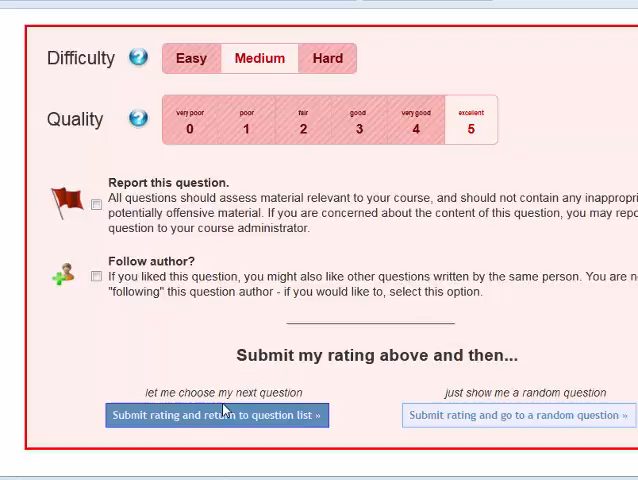 Difficulty ? Easy Medium Hard
Quality ? very poor poor fair good very good excellent
0 1 2 3 4 5
Report this question.
All questions should assess material relevant to your course, and should not contain any
potentially offensive material. If you are concerned about the content of this question, you may
question to your course administrator.
Follow author?
If you liked this question, you might also like other questions written by the same person. You are
"following" this question author - if you would like to, select this option.
Submit my rating above and then...
let me choose my next question just show me a random question
Submit rating and return to question list » Submit rating and go to a random question »